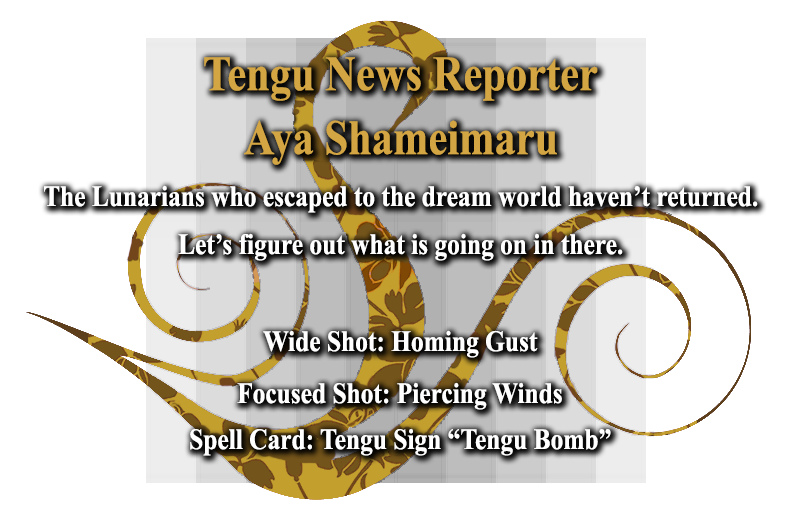 Tengu News Reporter
Aya Shameimaru
The Lunarians who escaped to the dream world haven’t returned.
Let’s figure out what is going on in there.
Wide Shot: Homing Gust
Focused Shot: Piercing Winds
Spell Card: Tengu Sign “Tengu Bomb”